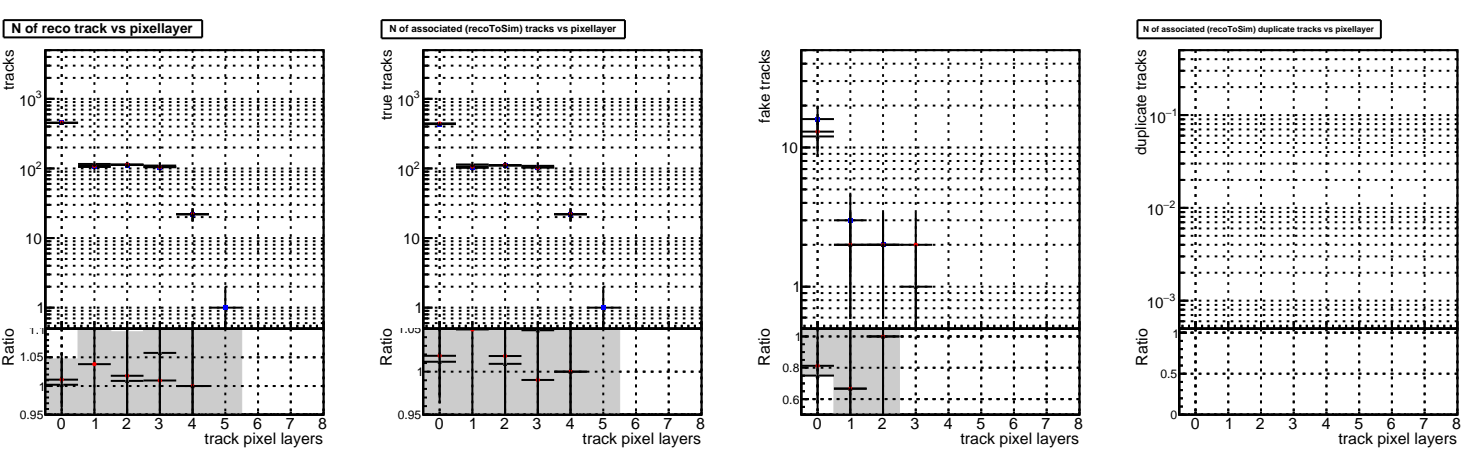 N of reco track vs pixellayer
tracks
10³
10²
10
1
Ratio
1.1
1.05
1
0.95
0 1 2 3 4 5 6 7 8
track pixel layers
N of associated (recoToSim) tracks vs pixellayer
true tracks
10³
10²
10
1
Ratio
1.05
1
0.95
0 1 2 3 4 5 6 7 8
track pixel layers
fake tracks
10
1
Ratio
1
0.8
0.6
0 1 2 3 4 5 6 7 8
track pixel layers
N of associated (recoToSim) duplicate tracks vs pixellayer
duplicate tracks
10⁻¹
10⁻²
10⁻³
Ratio
1
0.5
0
0 1 2 3 4 5 6 7 8
track pixel layers